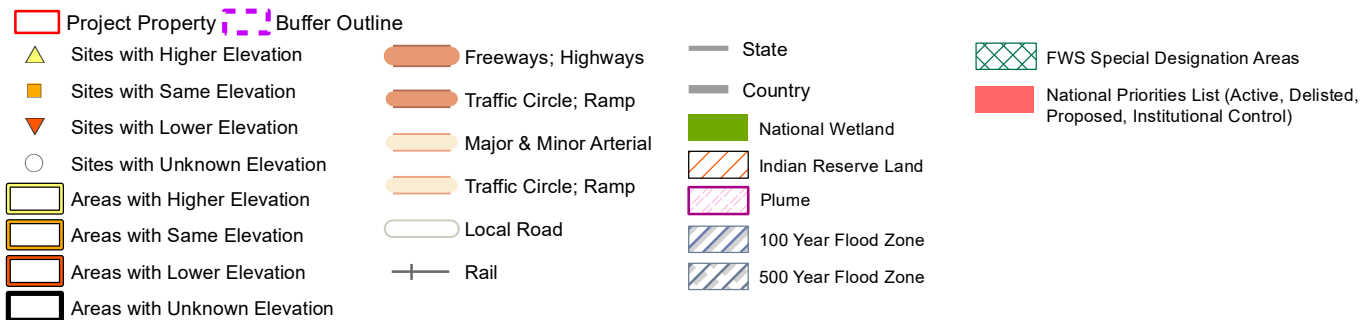 Project Property
Buffer Outline
Sites with Higher Elevation
Sites with Same Elevation
Sites with Lower Elevation
Sites with Unknown Elevation
Areas with Higher Elevation
Areas with Same Elevation
Areas with Lower Elevation
Areas with Unknown Elevation
Freeways; Highways
Traffic Circle; Ramp
Major & Minor Arterial
Traffic Circle; Ramp
Local Road
Rail
State
Country
National Wetland
Indian Reserve Land
Plume
100 Year Flood Zone
500 Year Flood Zone
FWS Special Designation Areas
National Priorities List (Active, Delisted,
Proposed, Institutional Control)